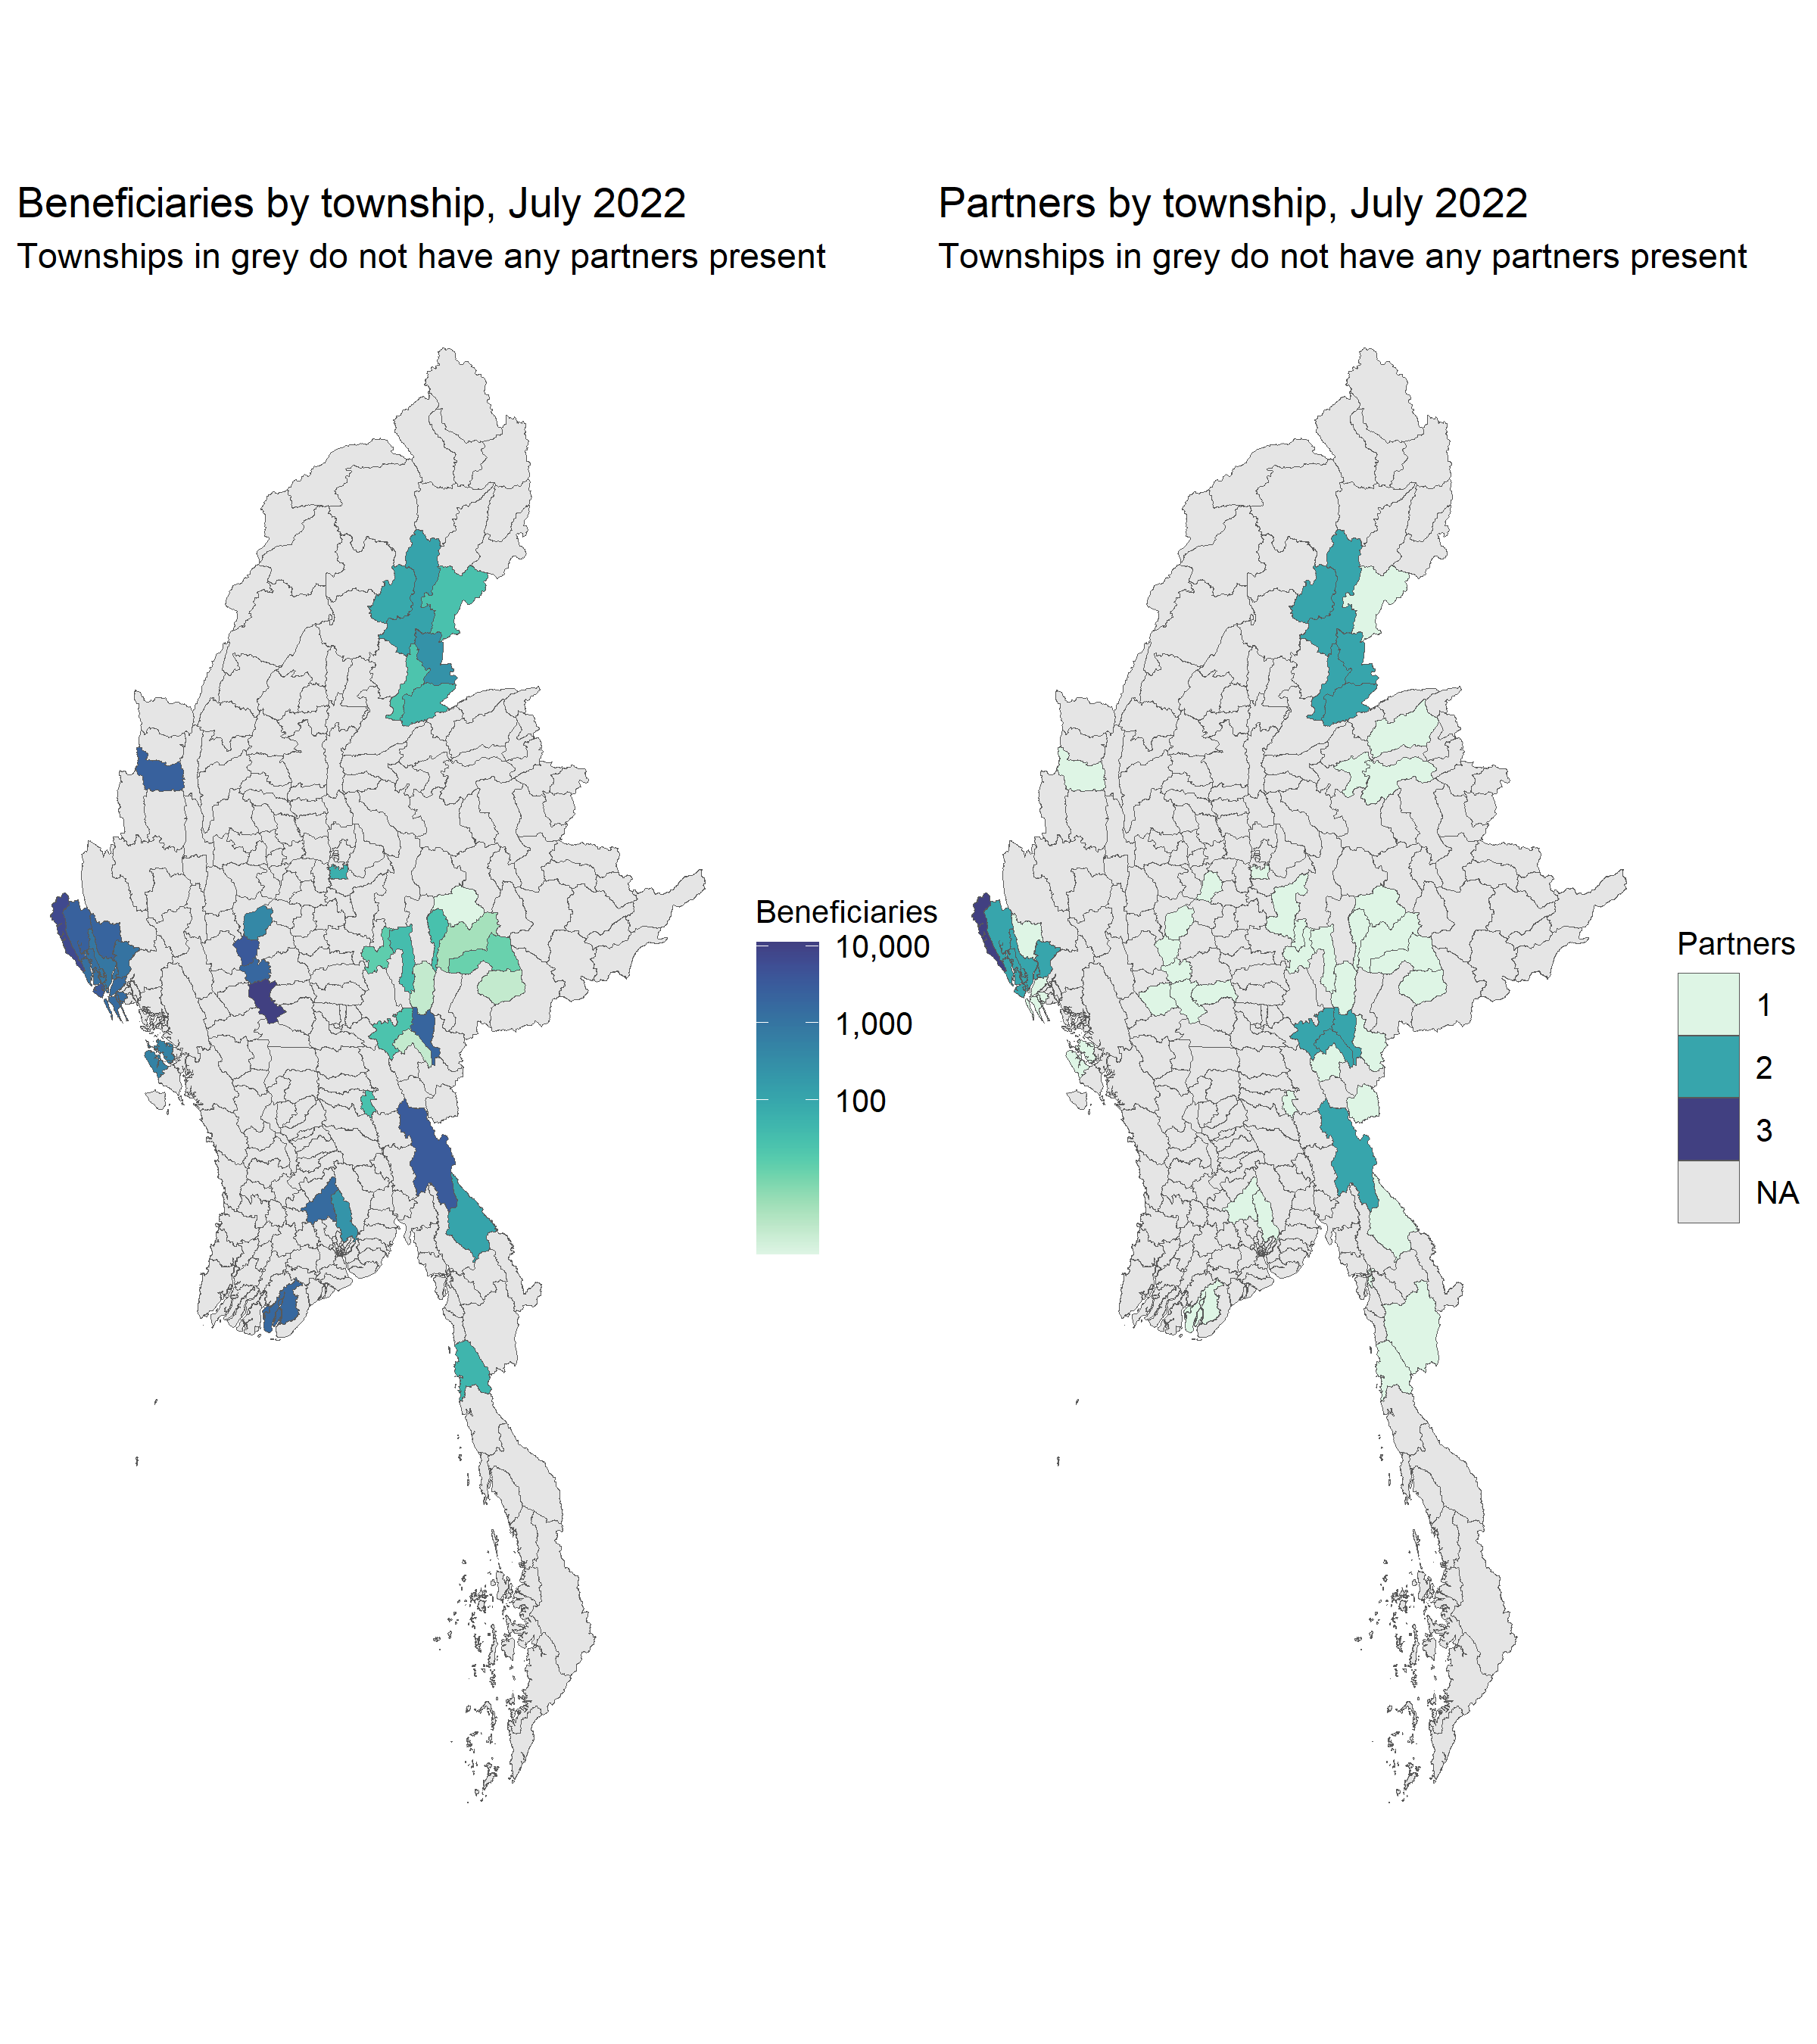 Beneficiaries by township, July 2022
Townships in grey do not have any partners present
Beneficiaries
10,000
1,000
100
Partners by township, July 2022
Townships in grey do not have any partners present
Partners
1
2
3
NA